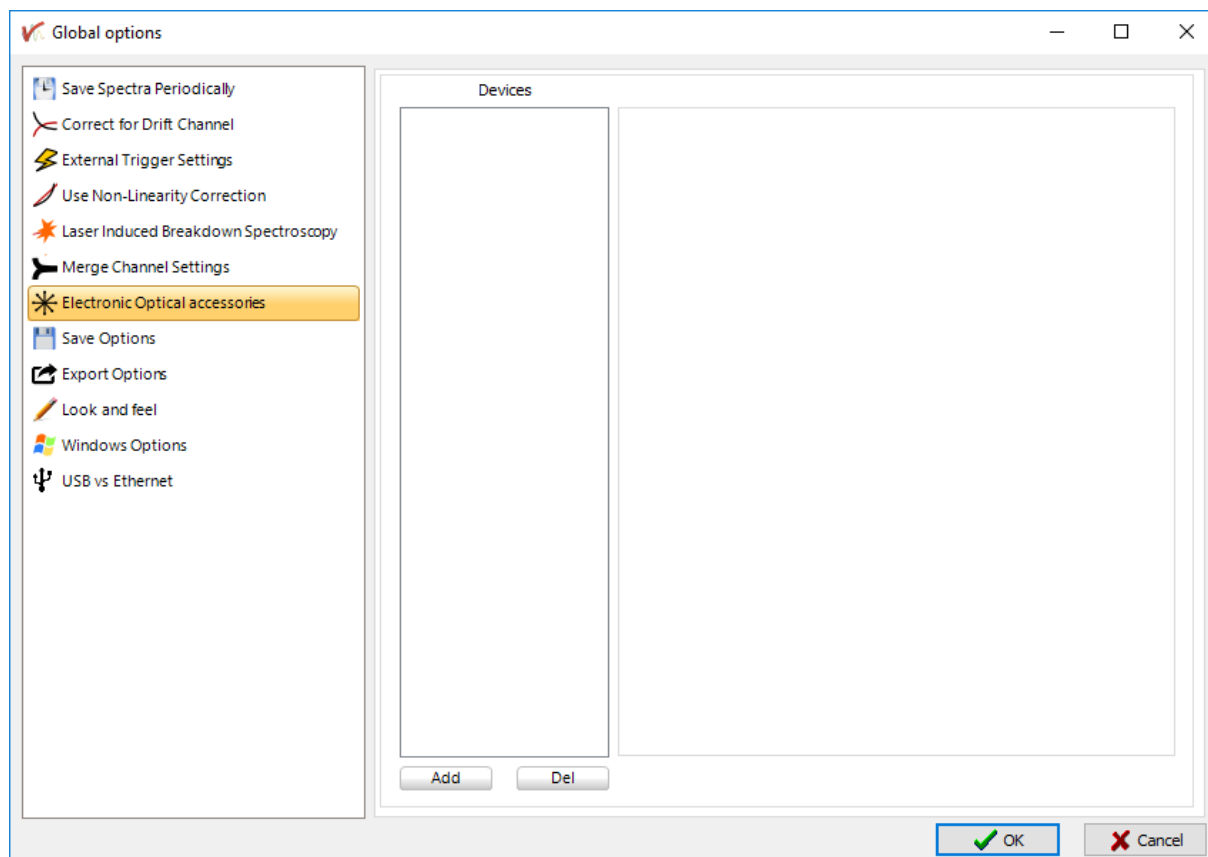 Global options
Save Spectra Periodically
Correct for Drift Channel
External Trigger Settings
Use Non-Linearity Correction
Laser Induced Breakdown Spectroscopy
Merge Channel Settings
Electronic Optical accessories
Save Options
Export Options
Look and feel
Windows Options
USB vs Ethernet
Devices
Add Del
OK Cancel